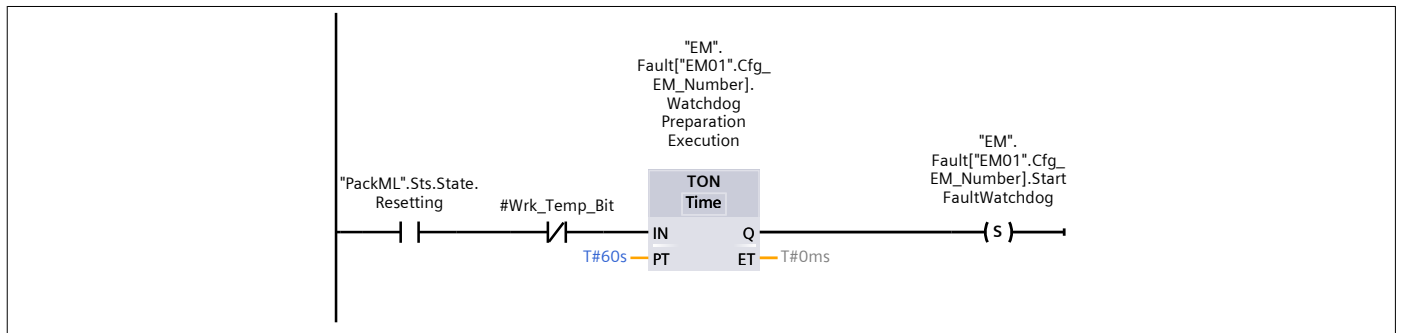 "EM".
Fault["EM01".Cfg_
EM_Number].
Watchdog
Preparation
Execution
"EM".
Fault["EM01".Cfg_
EM_Number].Start
FaultWatchdog
"PackML".Sts.State.
Resetting
#Wrk_Temp_Bit
TON
Time
IN
Q
S
T#60s
PT
ET
T#0ms